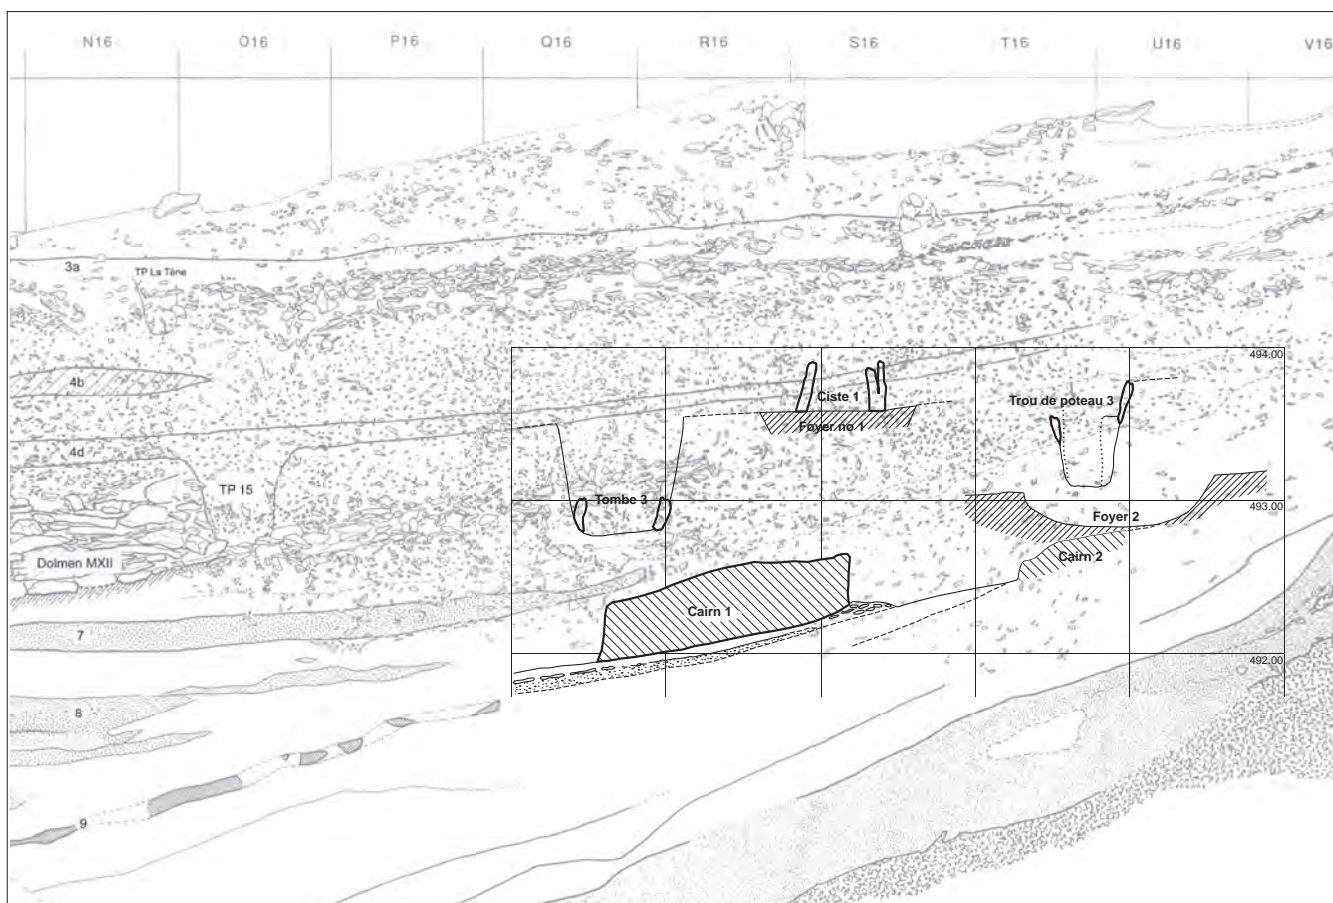 N16 O16 P16 Q16 R16 S16 T16 U16 V16
3a
TP La Tène
494.00
4b
Ciste 1
Trou de poteau 3
Foyer no 1
4d
TP 15
Tombe 3
493.00
Foyer 2
Dolmen MXII
Cairn 2
Cairn 1
7
492.00
8
9